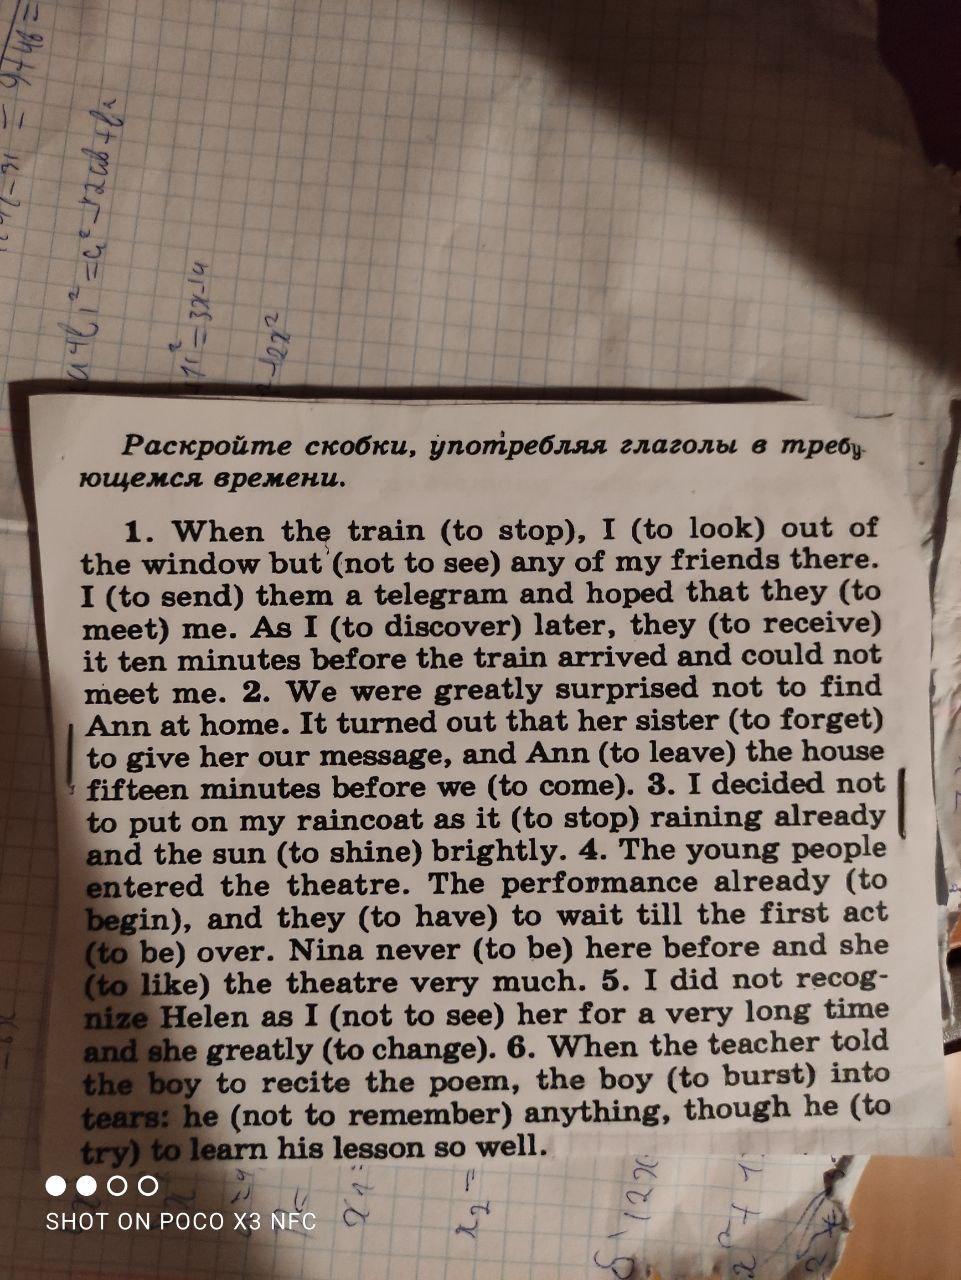 = 9+4b=
a+b)²=a²+2ab+b²
=3x-14
Раскройте скобки, употребляя глаголы в требу-
ющемся времени.
1. When the train (to stop), I (to look) out of
the window but (not to see) any of my friends there.
I (to send) them a telegram and hoped that they (to
meet) me. As I (to discover) later, they (to receive)
it ten minutes before the train arrived and could not
meet me. 2. We were greatly surprised not to find
Ann at home. It turned out that her sister (to forget)
to give her our message, and Ann (to leave) the house
fifteen minutes before we (to come). 3. I decided not
to put on my raincoat as it (to stop) raining already
and the sun (to shine) brightly. 4. The young people
entered the theatre. The performance already (to
begin), and they (to have) to wait till the first act
(to be) over. Nina never (to be) here before and she
(to like) the theatre very much. 5. I did not recog-
nize Helen as I (not to see) her for a very long time
and she greatly (to change). 6. When the teacher told
the boy to recite the poem, the boy (to burst) into
tears: he (not to remember) anything, though he (to
try) to learn his lesson so well.
x₂=
SHOT ON POCO X3 NFC